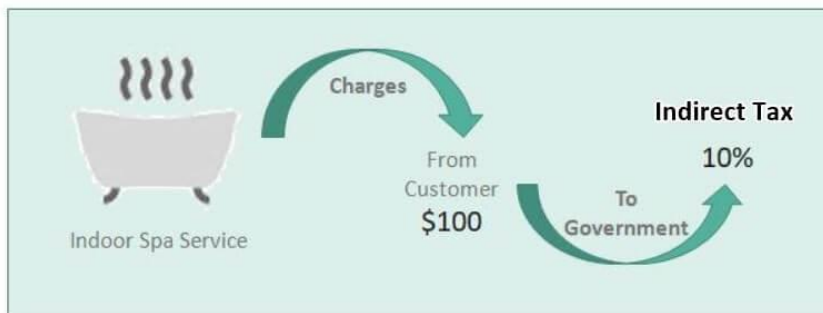 Charges
Indirect Tax
From
Customer
$100
10%
To
Government
Indoor Spa Service